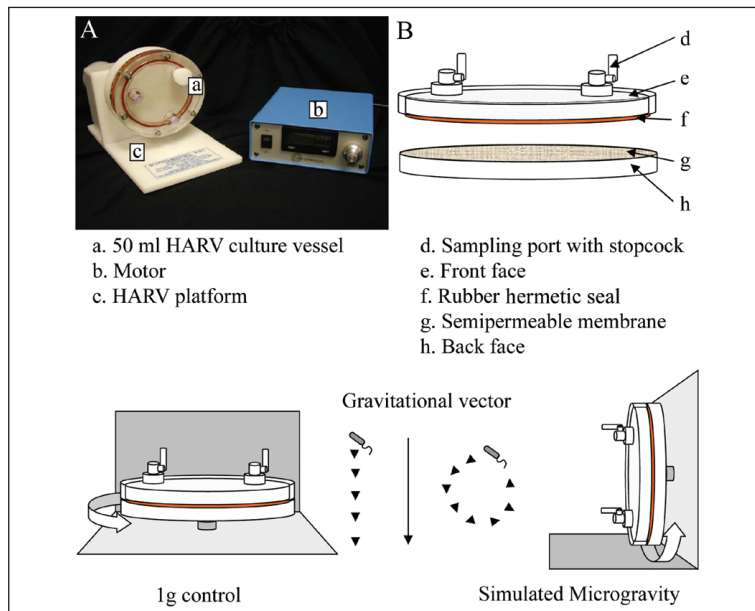 A
a
b
c
B
d
e
f
g
h
a. 50 ml HARV culture vessel
b. Motor
c. HARV platform
d. Sampling port with stopcock
e. Front face
f. Rubber hermetic seal
g. Semipermeable membrane
h. Back face
Gravitational vector
1g control
Simulated Microgravity